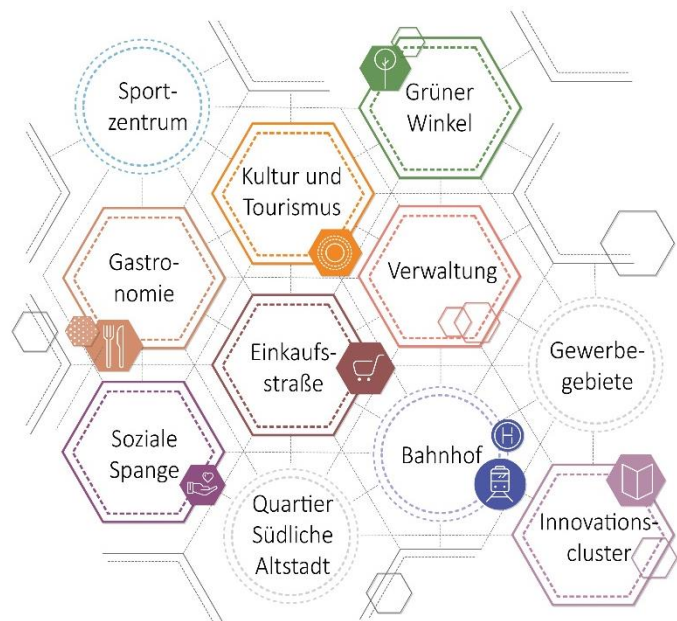 Sport-
zentrum
Grüner
Winkel
Kultur und
Tourismus
Gastro-
nomie
Verwaltung
Einkaufs-
straße
Gewerbe-
gebiete
Soziale
Spange
Bahnhof
H
Quartier
Südliche
Altstadt
Innovations-
cluster